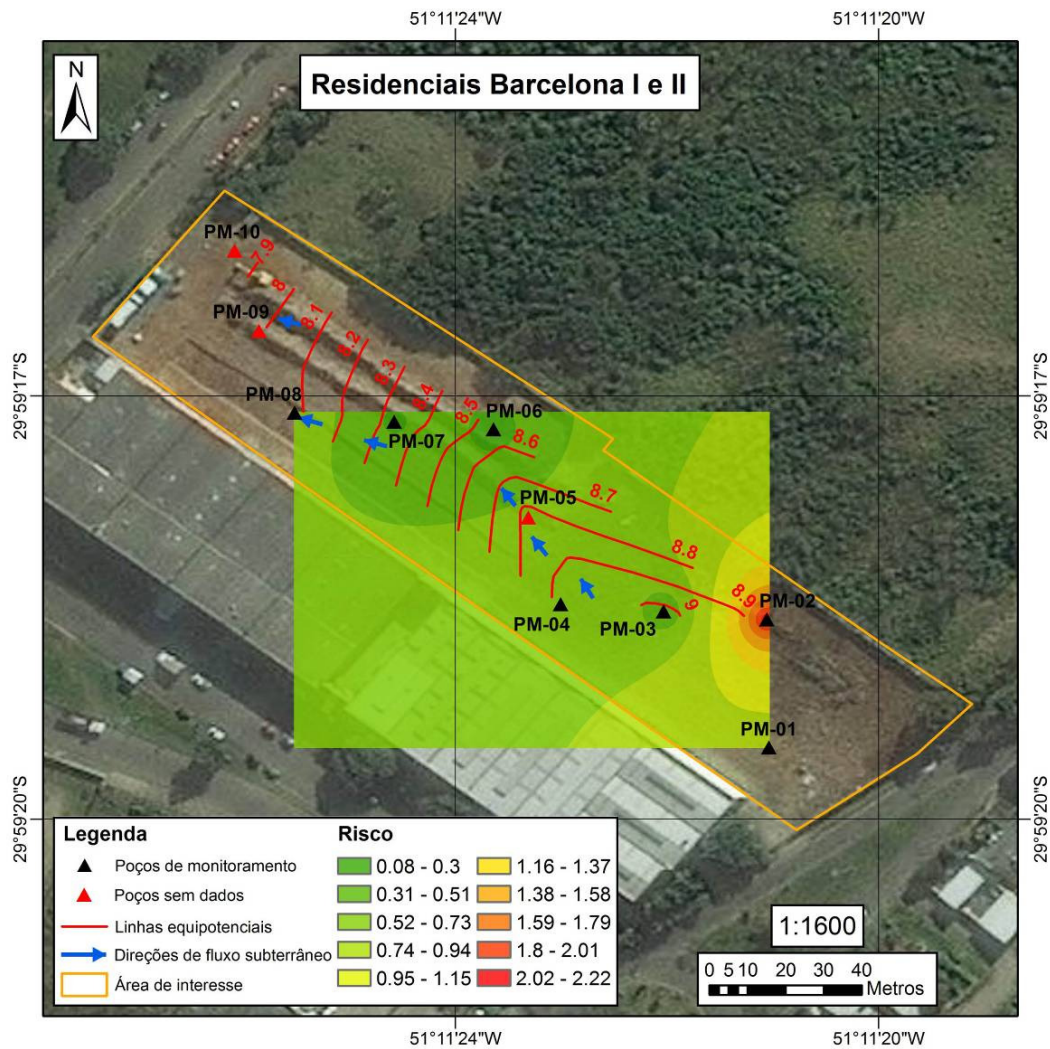 51°11'24"W
51°11'20"W
N
Residenciais Barcelona I e II
PM-10
7.9
8
PM-09
8.1
8.2
8.3
8.4
8.5
29°59'17"S
29°59'17"S
PM-08
PM-07
PM-06
8.6
8.7
PM-05
8.8
8.9
PM-02
9
PM-04
PM-03
PM-01
29°59'20"S
29°59'20"S
Legenda
Poços de monitoramento
Poços sem dados
Linhas equipotenciais
Direções de fluxo subterrâneo
Área de interesse
Risco
0.08 - 0.3
0.31 - 0.51
0.52 - 0.73
0.74 - 0.94
0.95 - 1.15
1.16 - 1.37
1.38 - 1.58
1.59 - 1.79
1.8 - 2.01
2.02 - 2.22
1:1600
0 5 10 20 30 40
Metros
51°11'24"W
51°11'20"W